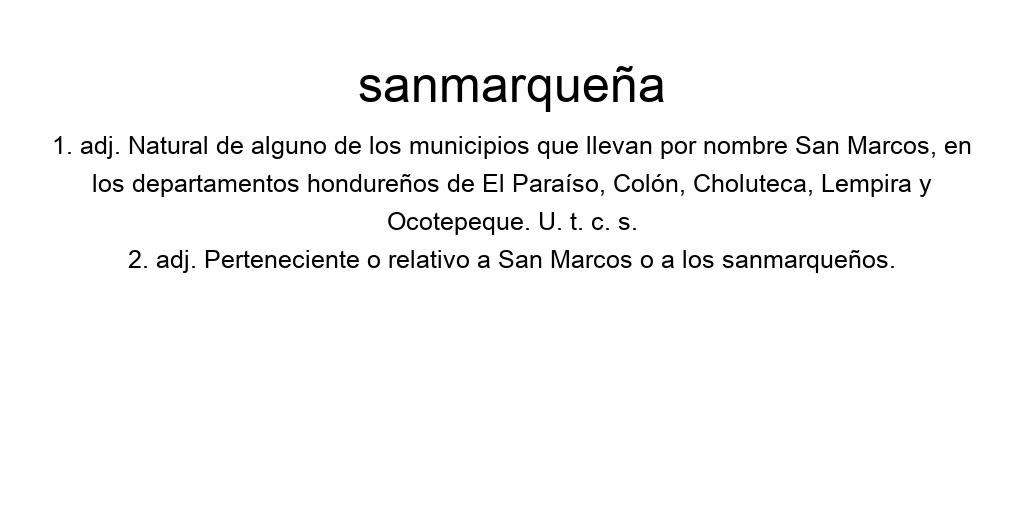 sanmarqueña
1. adj. Natural de alguno de los municipios que llevan por nombre San Marcos, en
los departamentos hondureños de El Paraíso, Colón, Choluteca, Lempira y
Ocotepeque. U. t. c. s.
2. adj. Perteneciente o relativo a San Marcos o a los sanmarqueños.